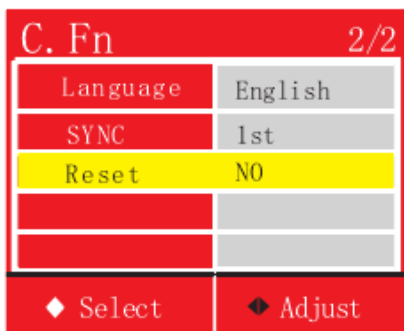 C. Fn 2/2
Language English
SYNC 1st
Reset NO
Select Adjust